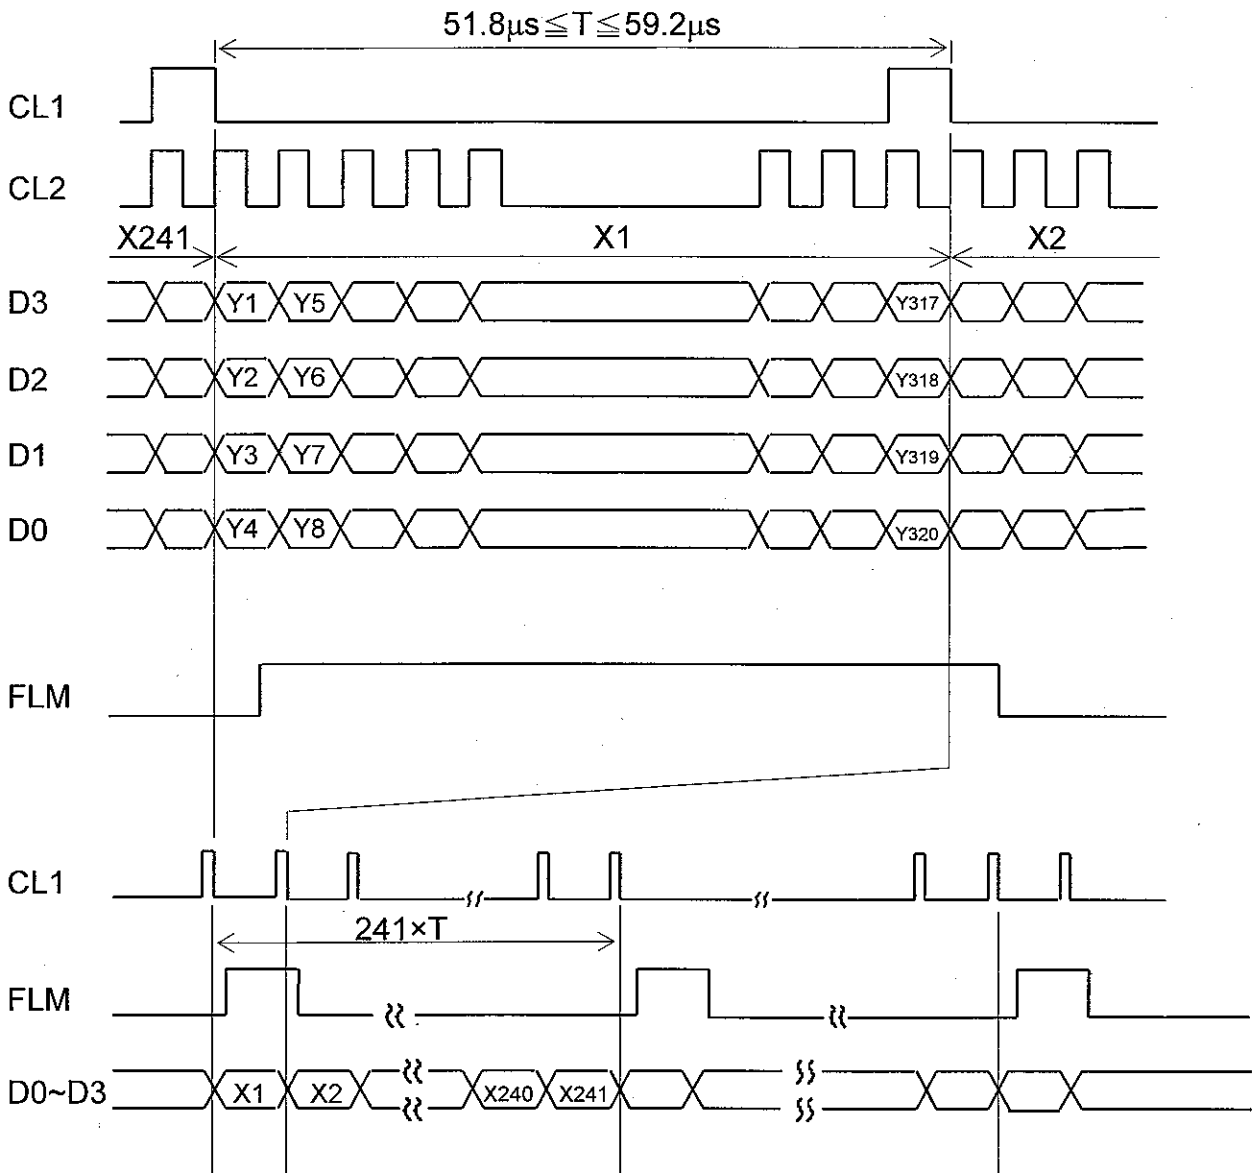 51.8μs≦T≦59.2μs
CL1
CL2
X241 X1 X2
D3 Y1 Y5 Y317
D2 Y2 Y6 Y318
D1 Y3 Y7 Y319
D0 Y4 Y8 Y320
FLM
CL1
241×T
FLM
D0~D3 X1 X2 X240 X241